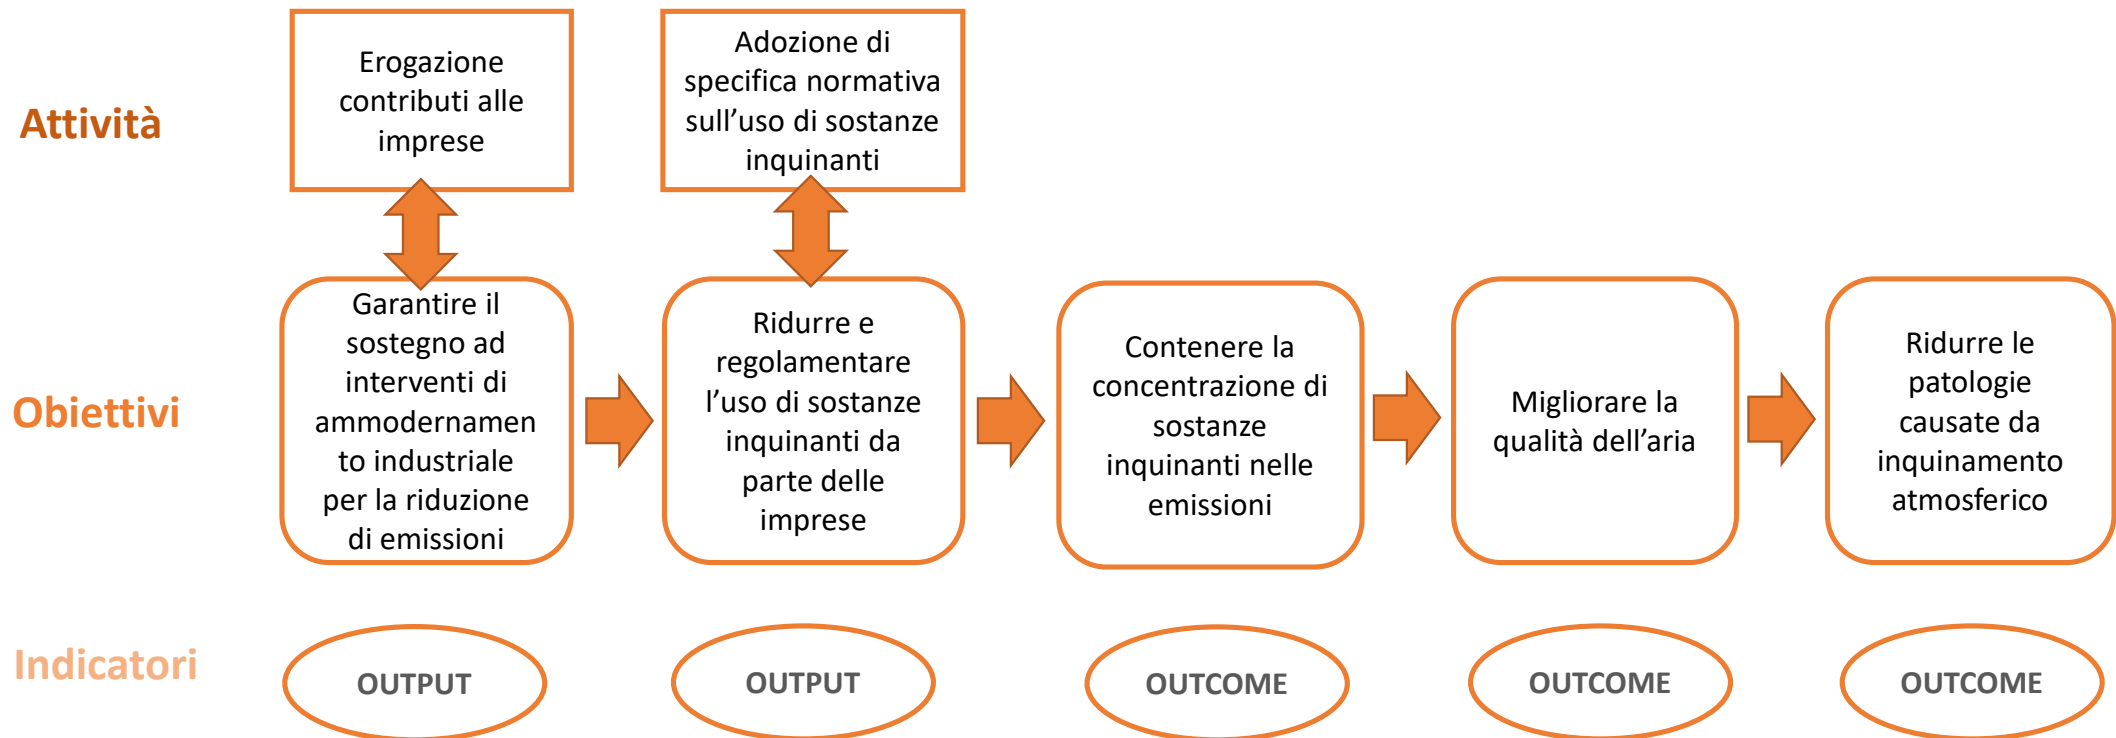 Attività
Erogazione
contributi alle
imprese
Adozione di
specifica normativa
sull’uso di sostanze
inquinanti
Obiettivi
Garantire il
sostegno ad
interventi di
ammodernamen
to industriale
per la riduzione
di emissioni
Ridurre e
regolamentare
l’uso di sostanze
inquinanti da
parte delle
imprese
Contenere la
concentrazione di
sostanze
inquinanti nelle
emissioni
Migliorare la
qualità dell’aria
Ridurre le
patologie
causate da
inquinamento
atmosferico
Indicatori
OUTPUT
OUTPUT
OUTCOME
OUTCOME
OUTCOME